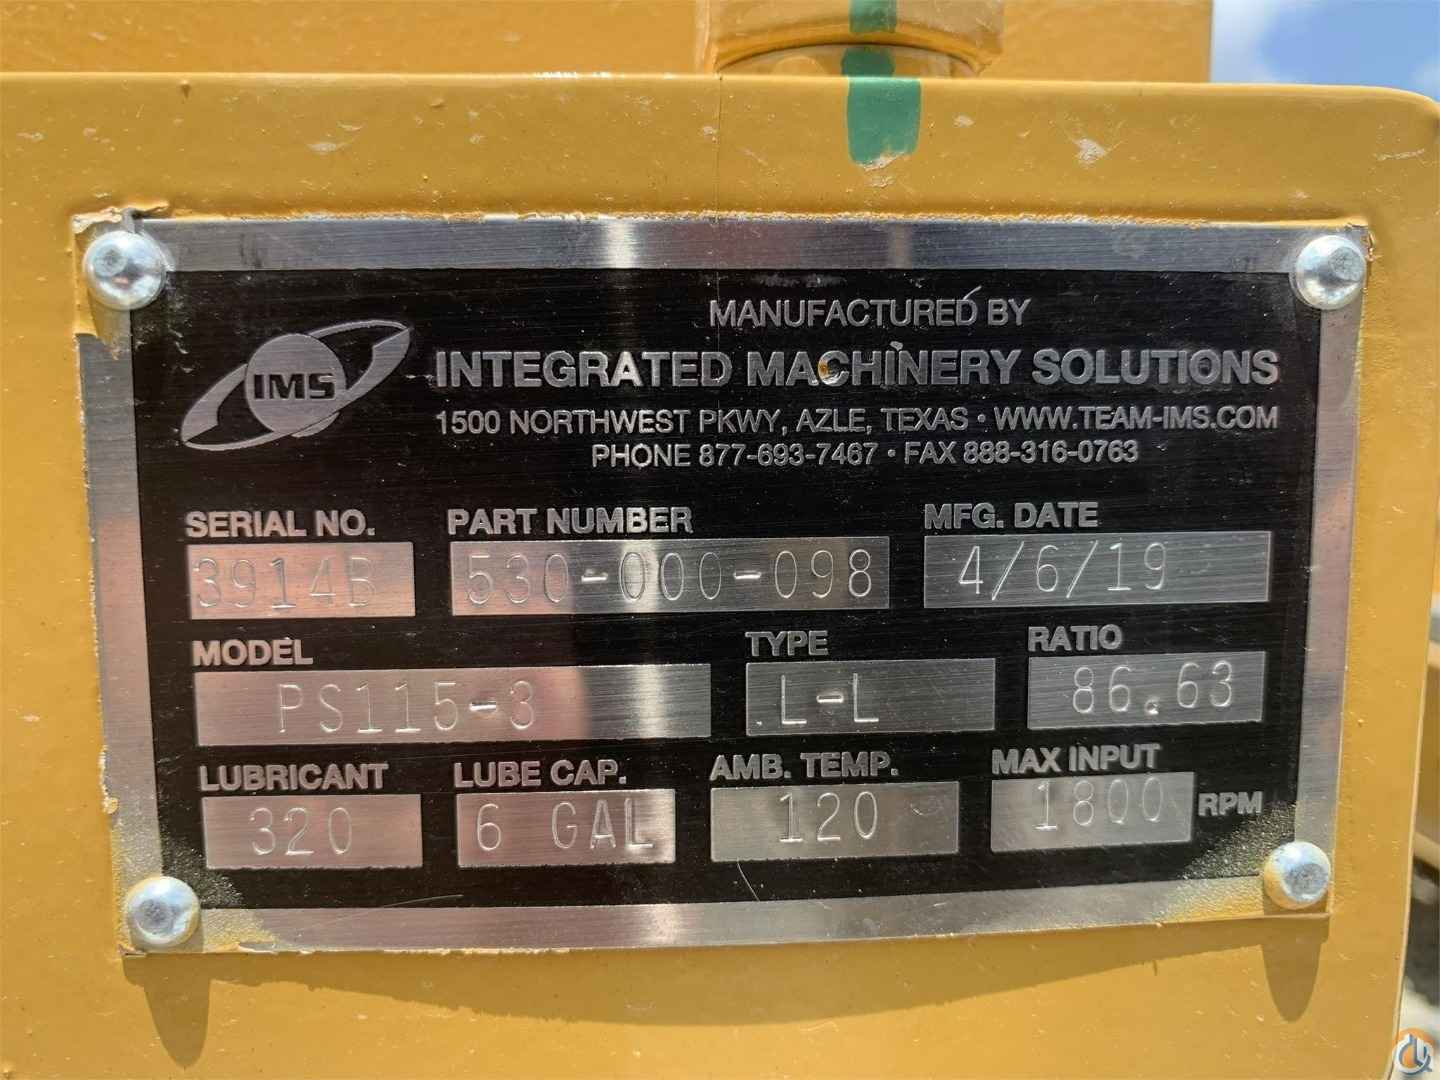 IMS
MANUFACTURED BY
INTEGRATED MACHINERY SOLUTIONS
1500 NORTHWEST PKWY, AZLE, TEXAS • WWW.TEAM-IMS.COM
PHONE 877-693-7467 • FAX 888-316-0763
SERIAL NO. PART NUMBER MFG. DATE
3914B 530-000-098 4/6/19
MODEL TYPE RATIO
PS115-3 L-L 86.63
LUBRICANT LUBE CAP. AMB. TEMP. MAX INPUT
320 6 GAL 120 1800 RPM